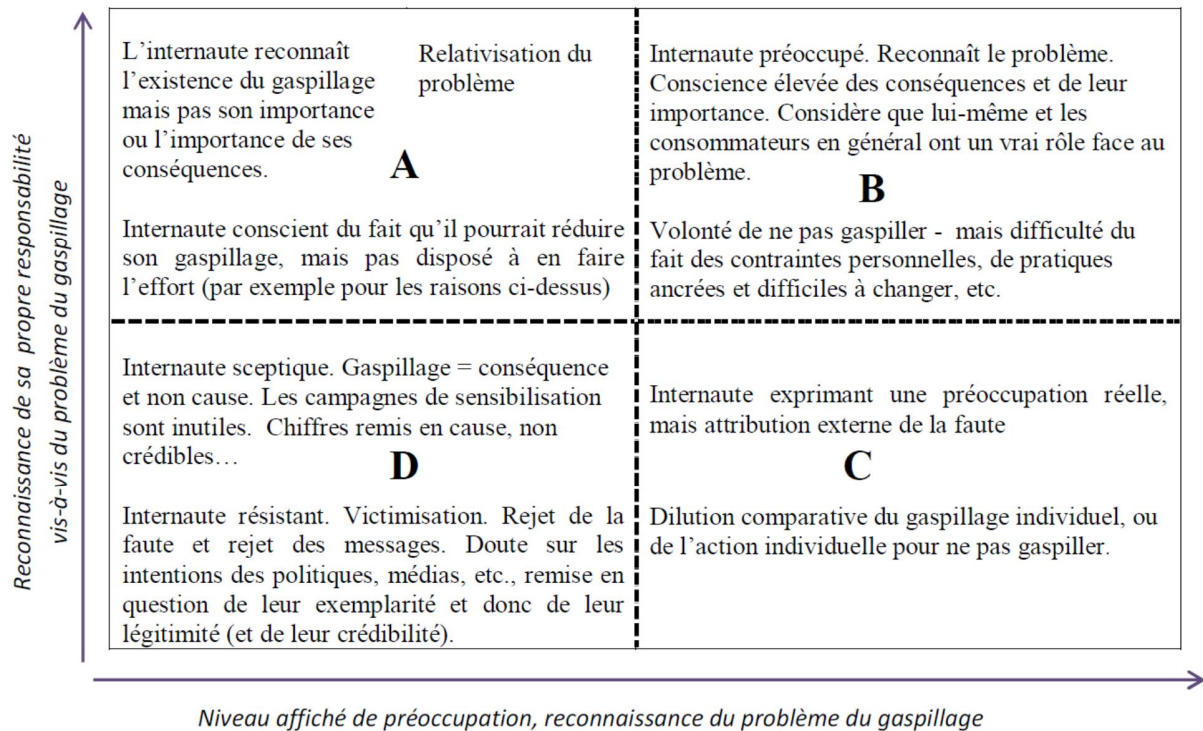 L'internaute reconnaît
l'existence du gaspillage
mais pas son importance
ou l'importance de ses
conséquences.
Relativisation du
problème
A
Internaute conscient du fait qu'il pourrait réduire
son gaspillage, mais pas disposé à en faire
l'effort (par exemple pour les raisons ci-dessus)
Internaute préoccupé. Reconnaît le problème.
Conscience élevée des conséquences et de leur
importance. Considère que lui-même et les
consommateurs en général ont un vrai rôle face au
problème.
B
Volonté de ne pas gaspiller - mais difficulté du
fait des contraintes personnelles, de pratiques
ancrées et difficiles à changer, etc.
Internaute sceptique. Gaspillage = conséquence
et non cause. Les campagnes de sensibilisation
sont inutiles. Chiffres remis en cause, non
crédibles…
D
Internaute résistant. Victimisation. Rejet de la
faute et rejet des messages. Doute sur les
intentions des politiques, médias, etc., remise en
question de leur exemplarité et donc de leur
légitimité (et de leur crédibilité).
Internaute exprimant une préoccupation réelle,
mais attribution externe de la faute
C
Dilution comparative du gaspillage individuel, ou
de l'action individuelle pour ne pas gaspiller.
Reconnaissance de sa propre responsabilité
vis-à-vis du problème du gaspillage
Niveau affiché de préoccupation, reconnaissance du problème du gaspillage